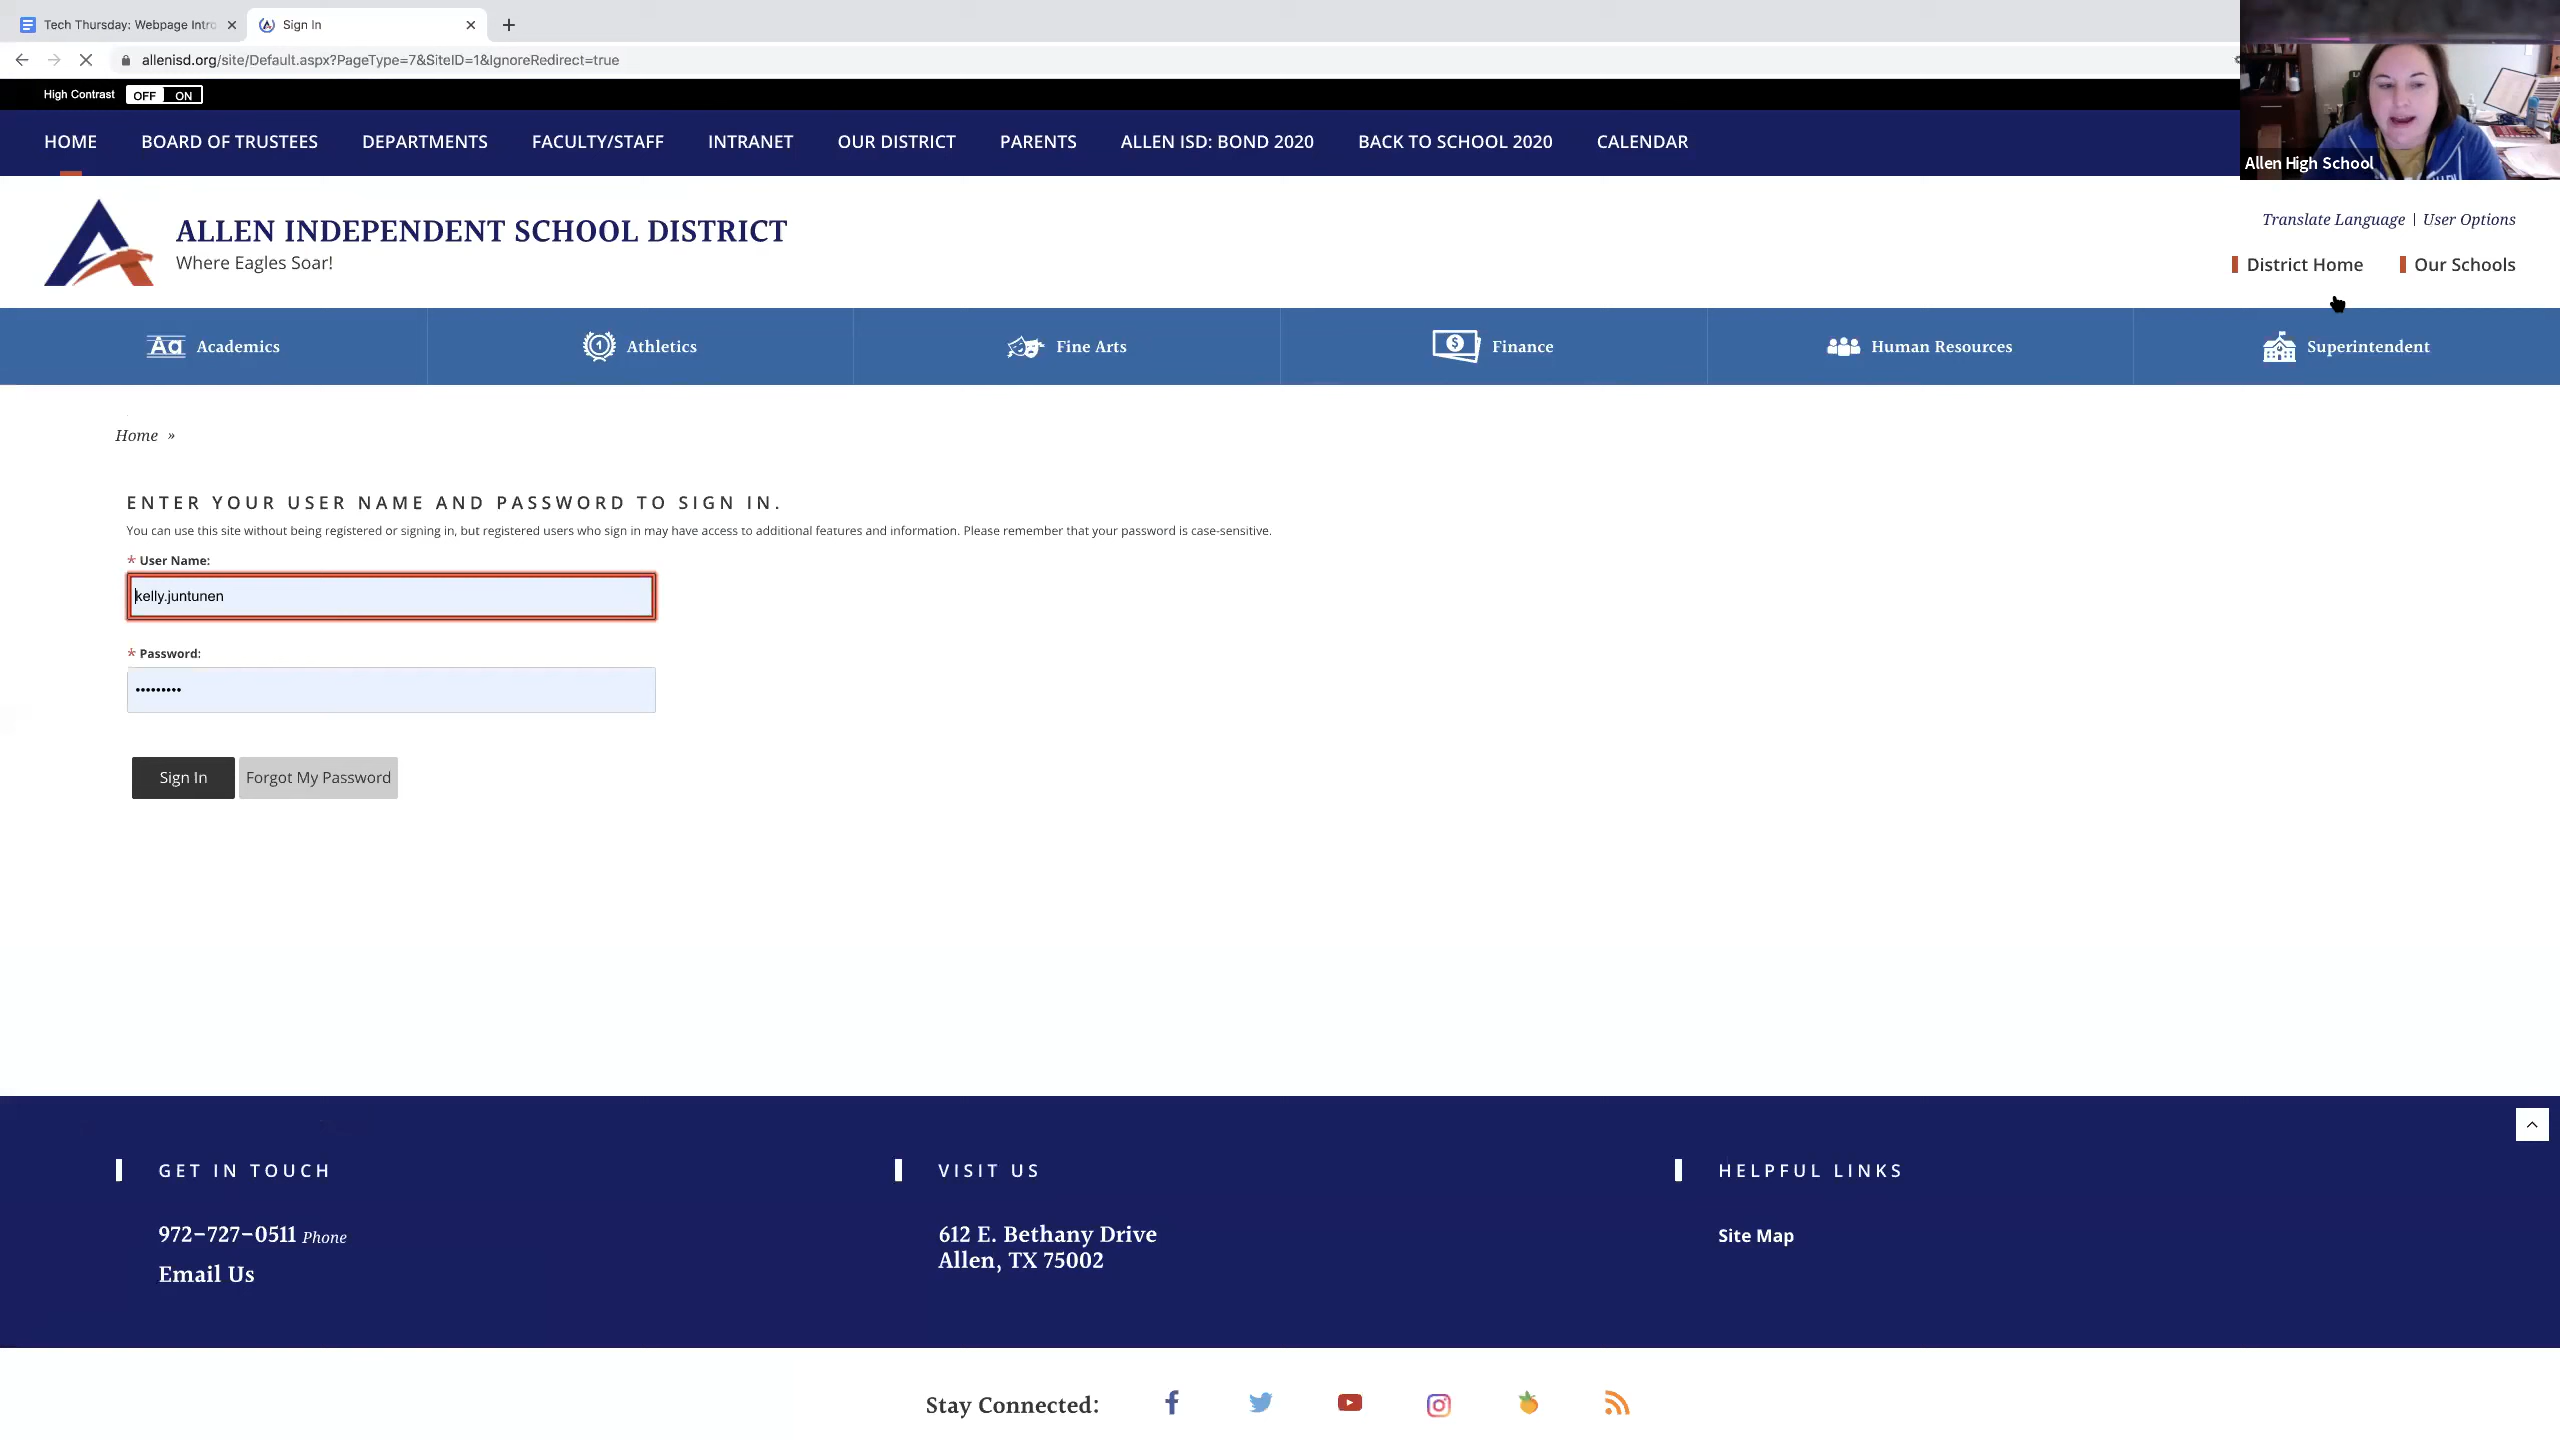 Tech Thursday: Webpage Intro
Sign In
allenisd.org/site/Default.aspx?PageType=7&SiteID=1&IgnoreRedirect=true
High Contrast OFF ON
HOME BOARD OF TRUSTEES DEPARTMENTS FACULTY/STAFF INTRANET OUR DISTRICT PARENTS ALLEN ISD: BOND 2020 BACK TO SCHOOL 2020 CALENDAR
Allen High School
ALLEN INDEPENDENT SCHOOL DISTRICT
Where Eagles Soar!
Translate Language | User Options
District Home Our Schools
Aa Academics 1 Athletics Fine Arts $ Finance Human Resources Superintendent
Home »
ENTER YOUR USER NAME AND PASSWORD TO SIGN IN.
You can use this site without being registered or signing in, but registered users who sign in may have access to additional features and information. Please remember that your password is case-sensitive.
* User Name:
kelly.juntunen
* Password:
•••••••••
Sign In Forgot My Password
GET IN TOUCH
972-727-0511 Phone
Email Us
VISIT US
612 E. Bethany Drive
Allen, TX 75002
HELPFUL LINKS
Site Map
Stay Connected: